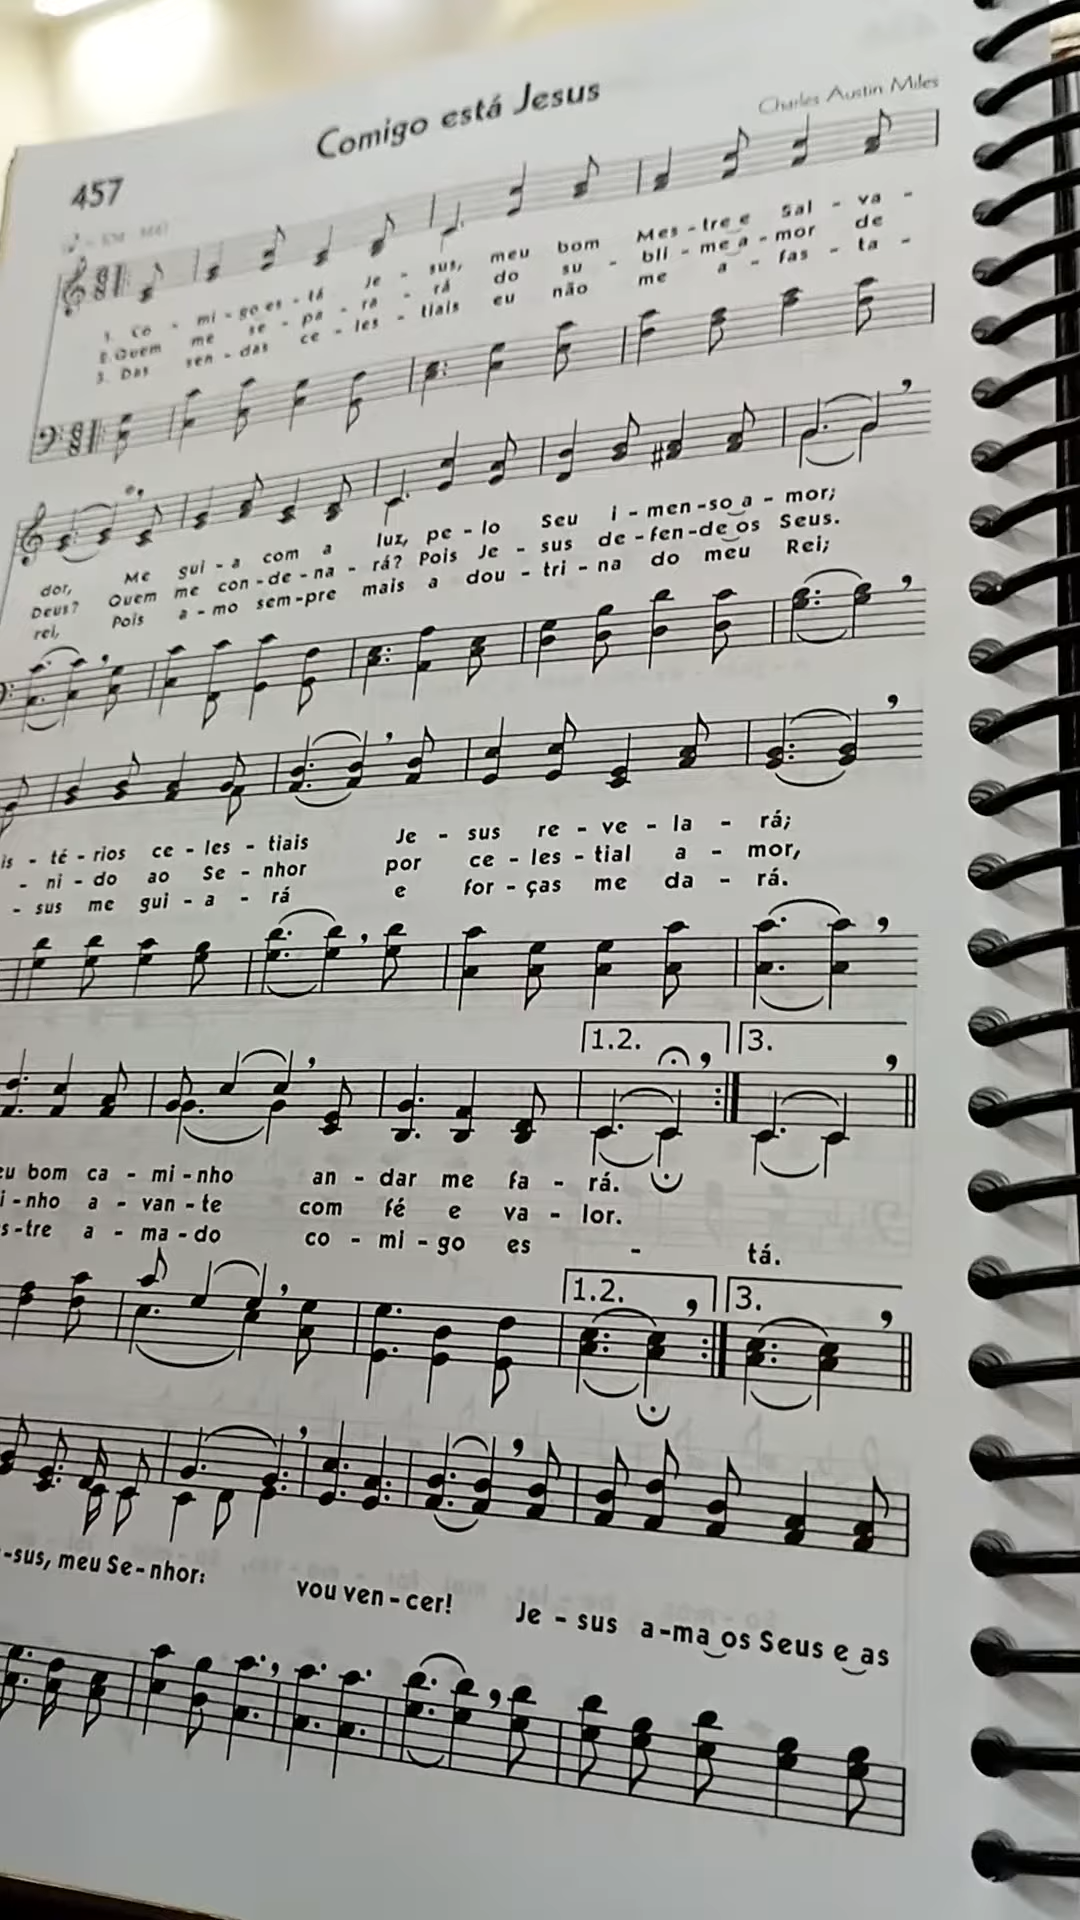 Comigo está Jesus
Charles Austin Miles
457
1. Co - mi - go es - tá Je - sus, meu bom Mes - tre e Sal - va -
2. Quem me se - pa - ra - rá do su - bli - me a - mor de
3. Das sen - das ce - les - tiais eu não me a - fas - ta -
dor, Me gui - a com a luz, pe - lo Seu i - men - so a - mor;
Deus? Quem me con - de - na - rá? Pois Je - sus de - fen - de os Seus.
rei, Pois a - mo sem - pre mais a dou - tri - na do meu Rei;
is - té - rios ce - les - tiais Je - sus re - ve - la - rá;
- ni - do ao Se - nhor por ce - les - tial a - mor,
- sus me gui - a - rá e for - ças me da - rá.
1.2. 3.
eu bom ca - mi - nho an - dar me fa - rá.
i - nho a - van - te com fé e va - lor.
s - tre a - ma - do co - mi - go es - tá.
1.2. 3.
- sus, meu Se - nhor: vou ven - cer! Je - sus a - ma os Seus e as